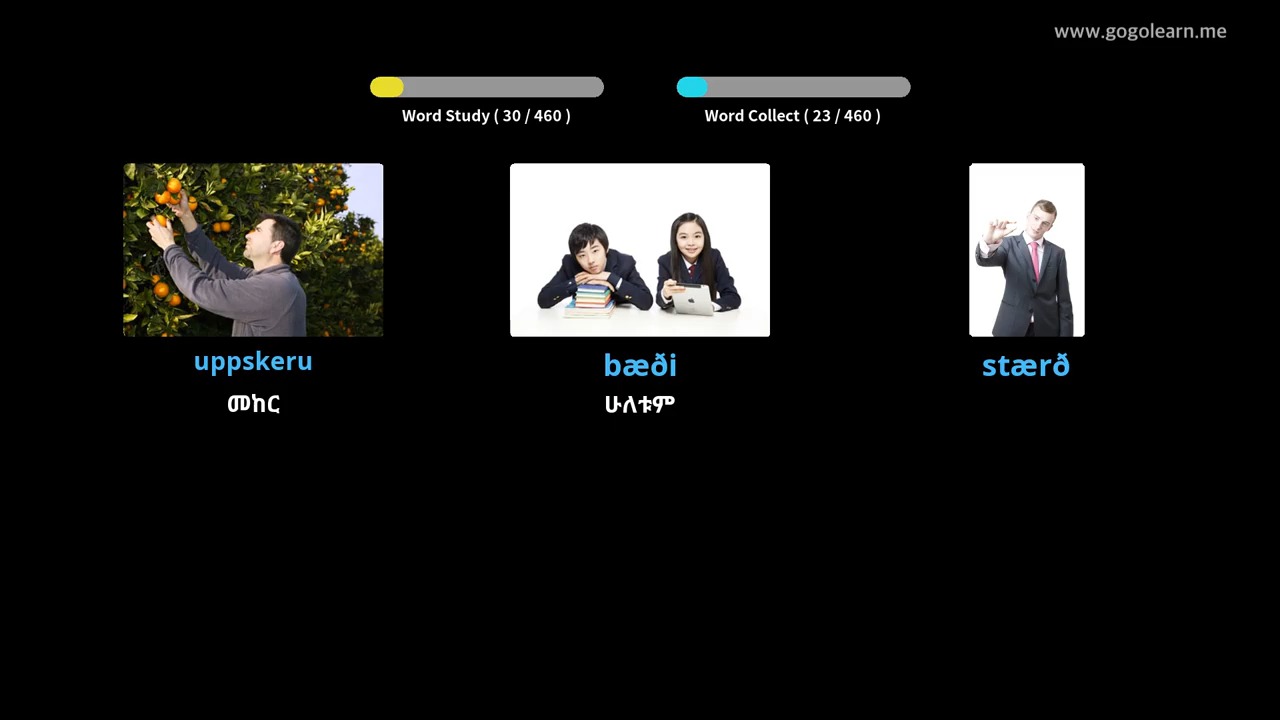 www.gogolearn.me
Word Study ( 30 / 460 )
Word Collect ( 23 / 460 )
uppskeru
bæði
stærð
መከር
ሁለቱም